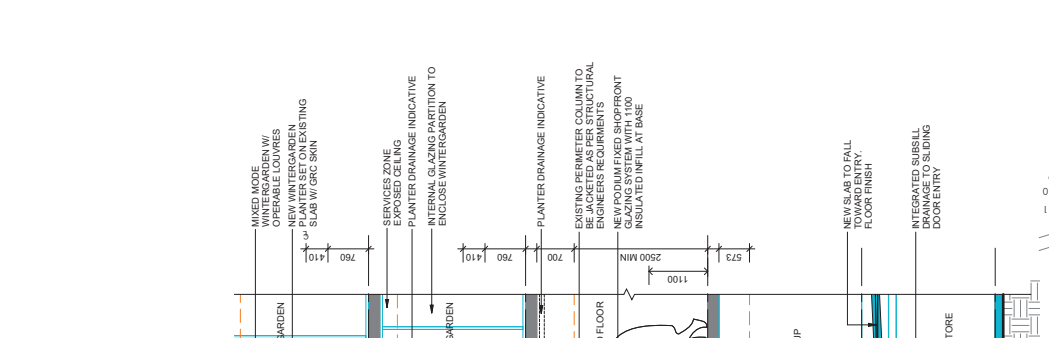 MIXED MODE
WINTERGARDEN W/
OPERABLE LOUVRES
NEW WINTERGARDEN
PLANTER SET ON EXISTING
SLAB W/ GRC SKIN
SERVICES ZONE
EXPOSED CEILING
PLANTER DRAINAGE INDICATIVE
INTERNAL GLAZING PARTITION TO
ENCLOSE WINTERGARDEN
PLANTER DRAINAGE INDICATIVE
EXISTING PERIMETER COLUMN TO
BE JACKETED AS PER STRUCTURAL
ENGINEERS REQUIRMENTS
NEW PODIUM FIXED SHOPFRONT
GLAZING SYSTEM WITH 1100
INSULATED INFILL AT BASE
NEW SLAB TO FALL
TOWARD ENTRY.
FLOOR FINISH
INTEGRATED SUBSILL
DRAINAGE TO SLIDING
DOOR ENTRY
3
410
760
410
760
700
2500 MIN
573
1100
GARDEN
GARDEN
FLOOR
UP
TORE